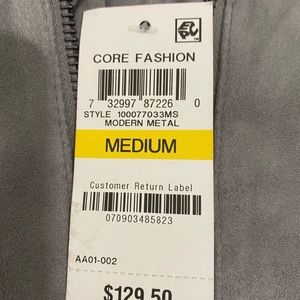 CORE FASHION
7 32997 87226 0
STYLE 100077033MS
MODERN METAL
MEDIUM
Customer Return Label
070903485823
AA01-002
$129.50